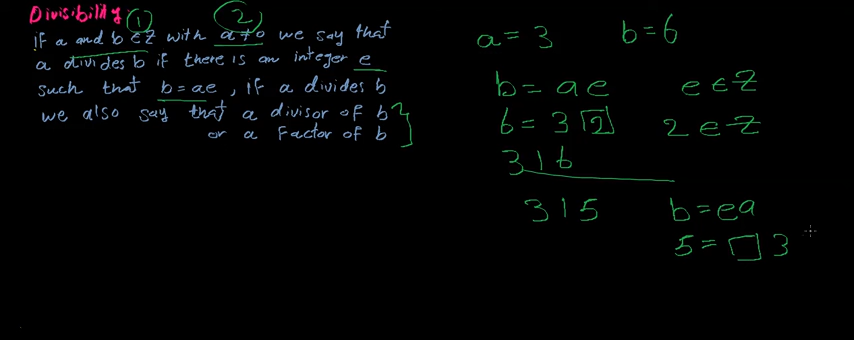 Divisibility: ① ②
if a and b ∈ Z with a ≠ 0 we say that
a divides b if there is an integer e
such that b = ae , if a divides b
we also say that a divisor of b
or a Factor of b
a = 3 b = 6
b = ae e ∈ Z
6 = 3 2 2 ∈ Z
3 | 6
3 | 5 b = ea
5 = □ 3